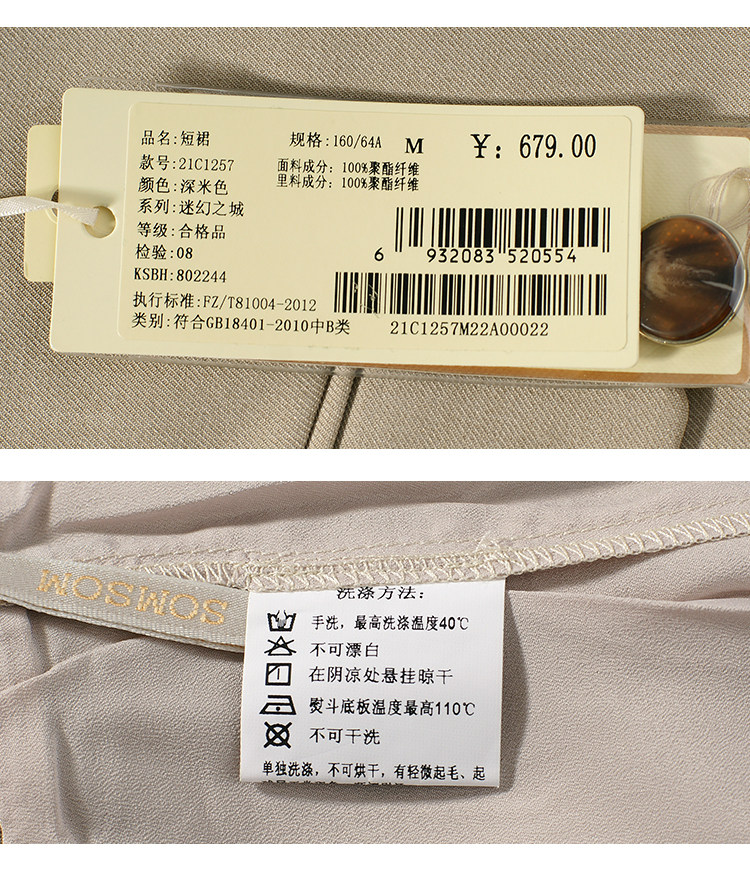 品名:短裙
规格:160/64A M ¥: 679.00
款号:21C1257
面料成分: 100%聚酯纤维
里料成分: 100%聚酯纤维
颜色:深米色
系列:迷幻之城
等级:合格品
检验:08
KSBH:802244
6 932083 520554
执行标准:FZ/T81004-2012
类别:符合GB18401-2010中B类
21C1257M22A00022
MOSMOS
洗涤方法:
手洗，最高洗涤温度40℃
不可漂白
在阴凉处悬挂晾干
熨斗底板温度最高110℃
不可干洗
单独洗涤，不可烘干，有轻微起毛、起